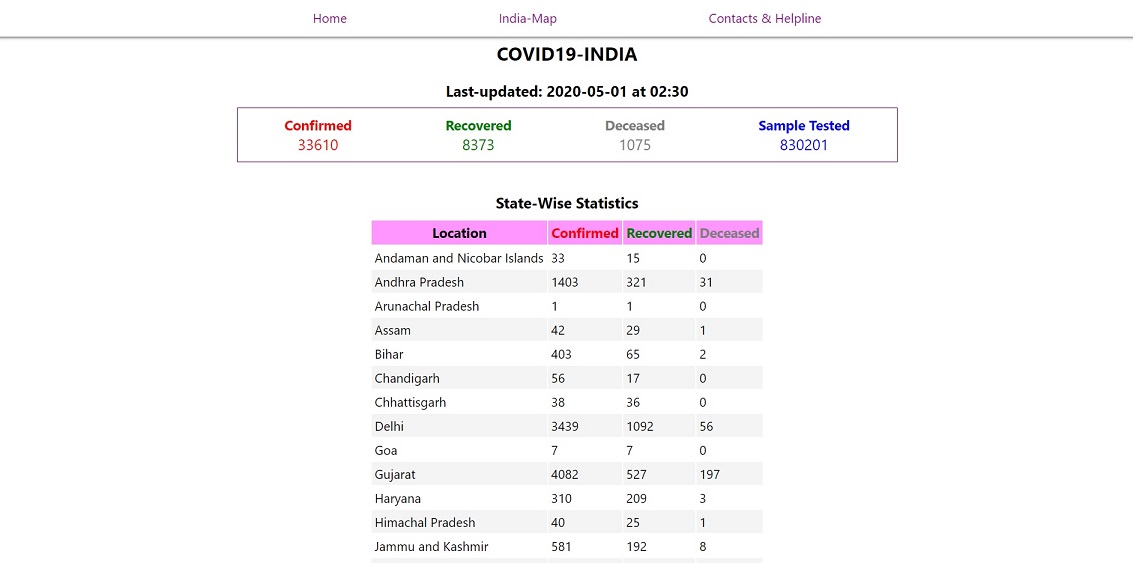 Home India-Map Contacts & Helpline
COVID19-INDIA
Last-updated: 2020-05-01 at 02:30
Confirmed Recovered Deceased Sample Tested
33610 8373 1075 830201
State-Wise Statistics
Location Confirmed Recovered Deceased
Andaman and Nicobar Islands 33 15 0
Andhra Pradesh 1403 321 31
Arunachal Pradesh 1 1 0
Assam 42 29 1
Bihar 403 65 2
Chandigarh 56 17 0
Chhattisgarh 38 36 0
Delhi 3439 1092 56
Goa 7 7 0
Gujarat 4082 527 197
Haryana 310 209 3
Himachal Pradesh 40 25 1
Jammu and Kashmir 581 192 8